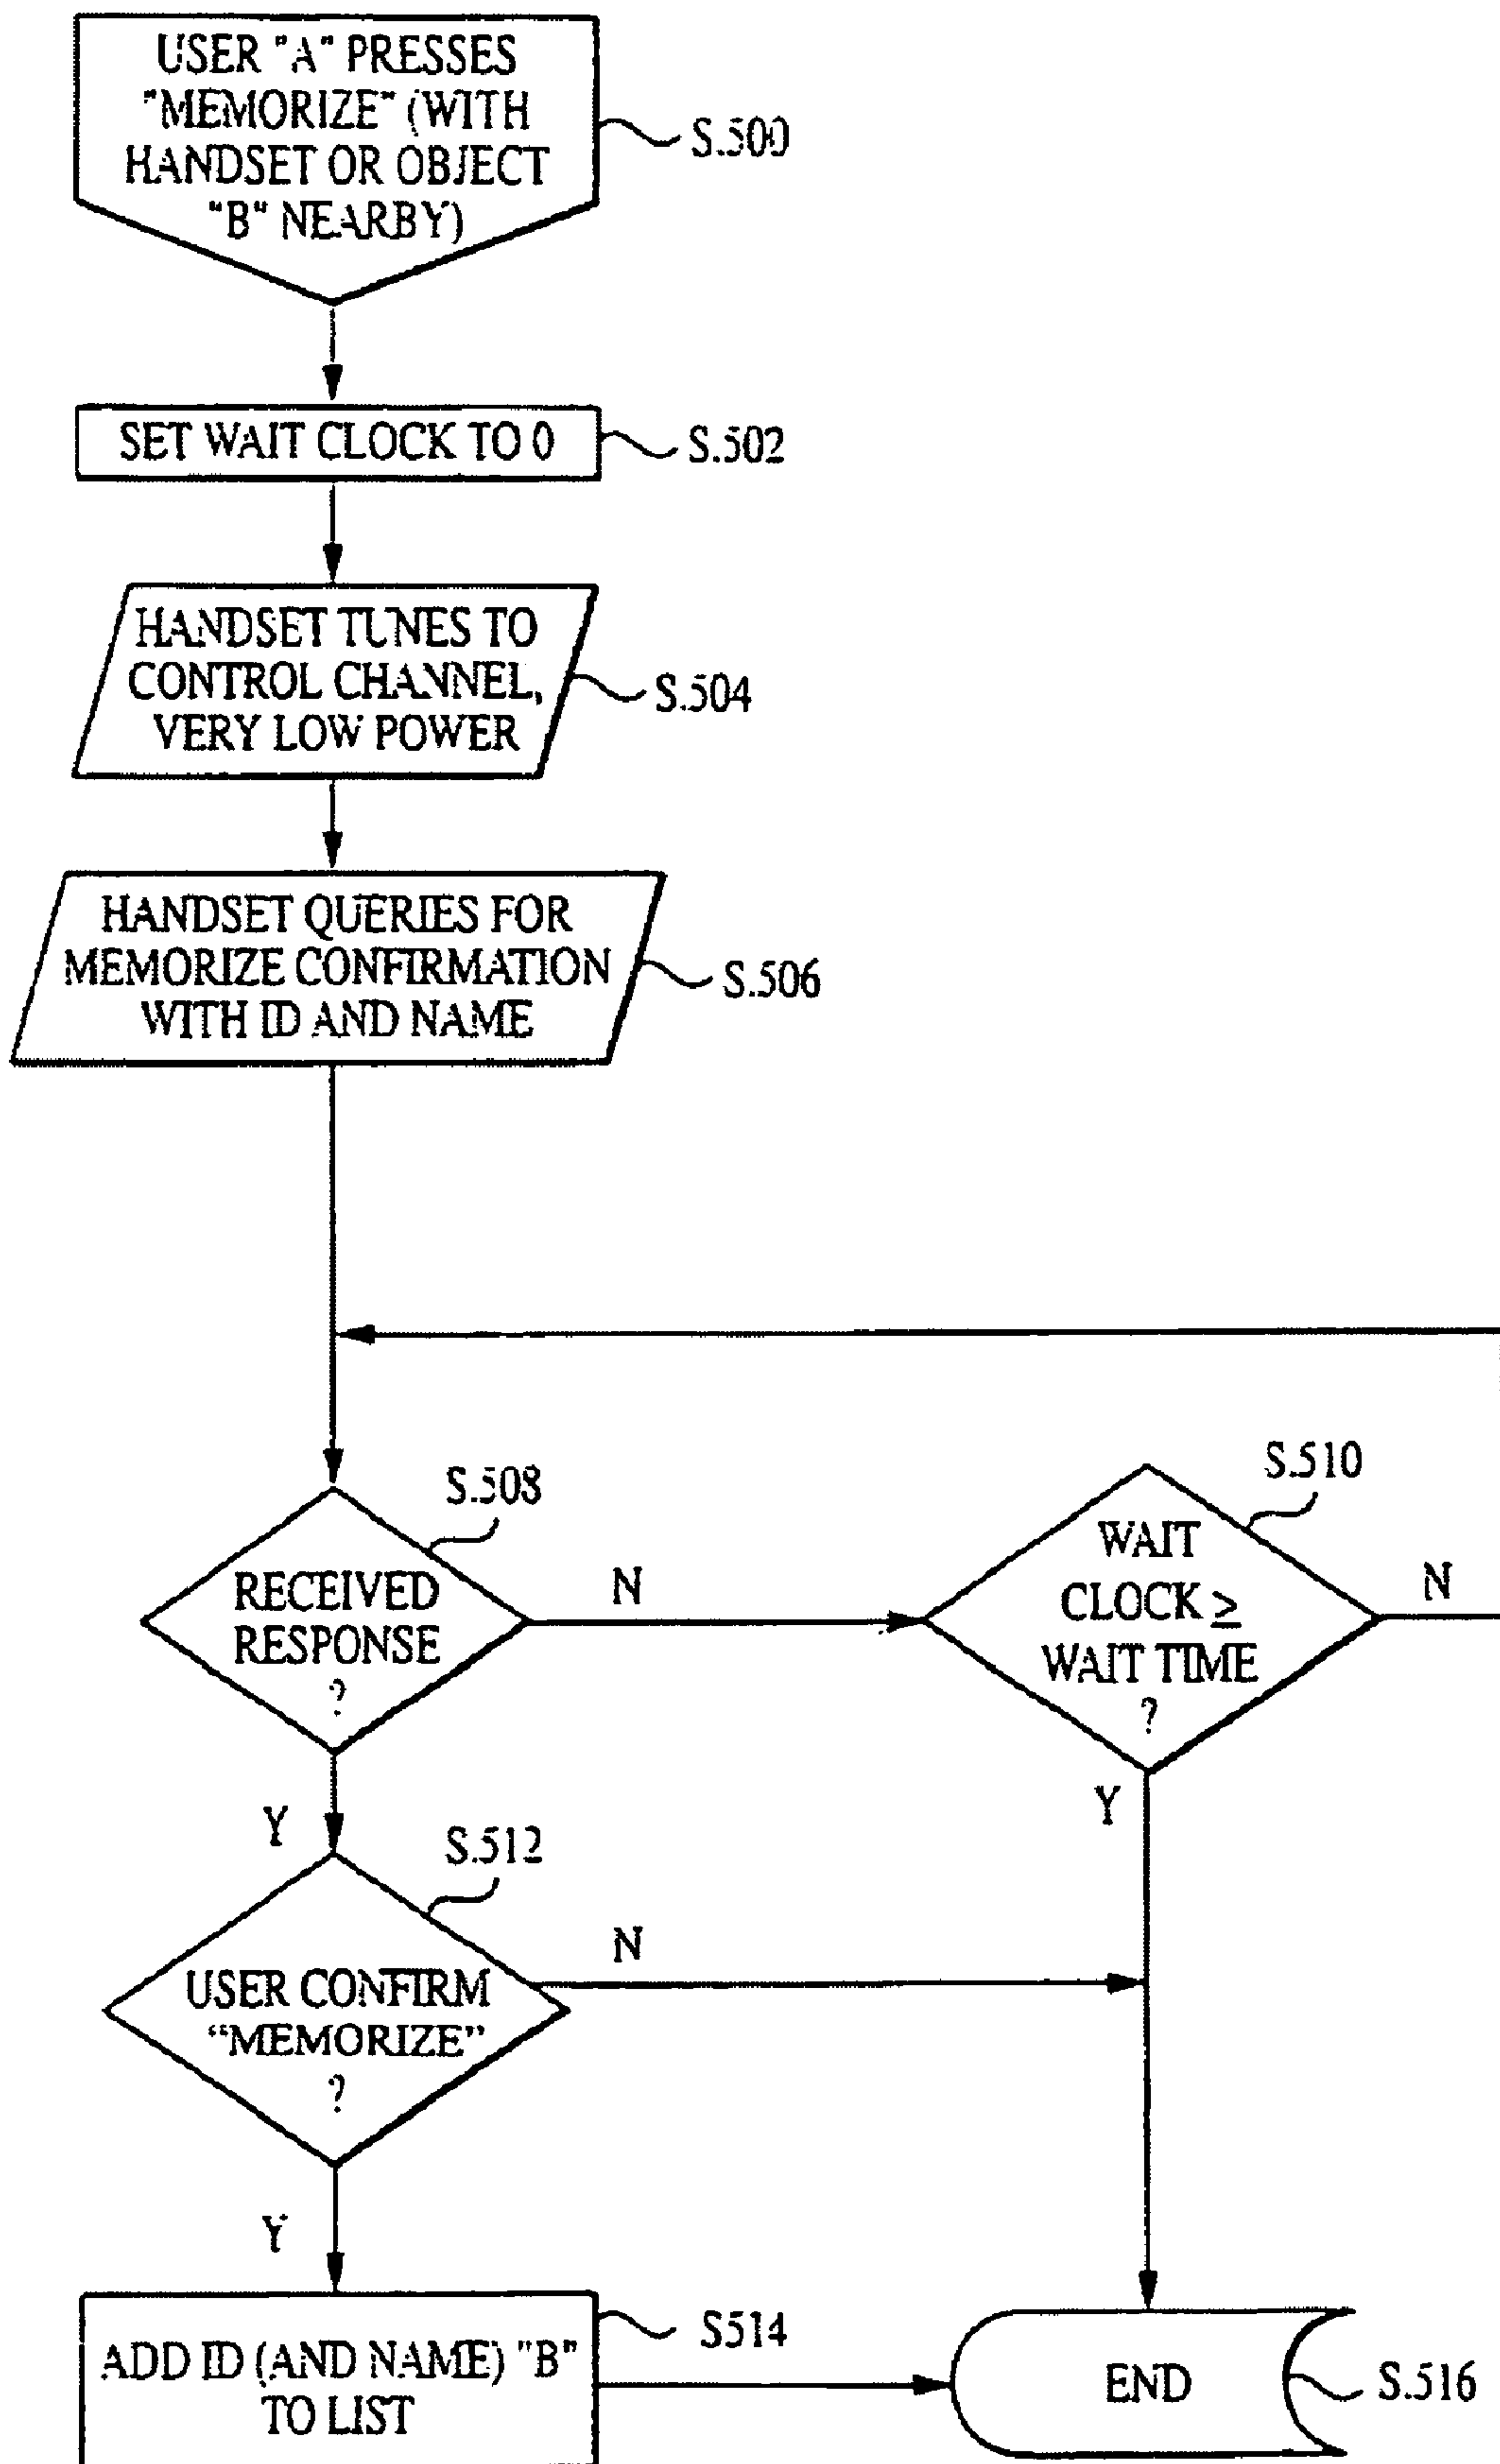 USER "A" PRESSES
"MEMORIZE" (WITH
HANDSET OR OBJECT
"B" NEARBY)
S.500
SET WAIT CLOCK TO 0
S.502
HANDSET TUNES TO
CONTROL CHANNEL,
VERY LOW POWER
S.504
HANDSET QUERIES FOR
MEMORIZE CONFIRMATION
WITH ID AND NAME
S.506
S.508
RECEIVED
RESPONSE
?
N
Y
S.510
WAIT
CLOCK ≥
WAIT TIME
?
N
Y
S.512
USER CONFIRM
“MEMORIZE”
?
N
Y
ADD ID (AND NAME) "B"
TO LIST
S514
END
S.516